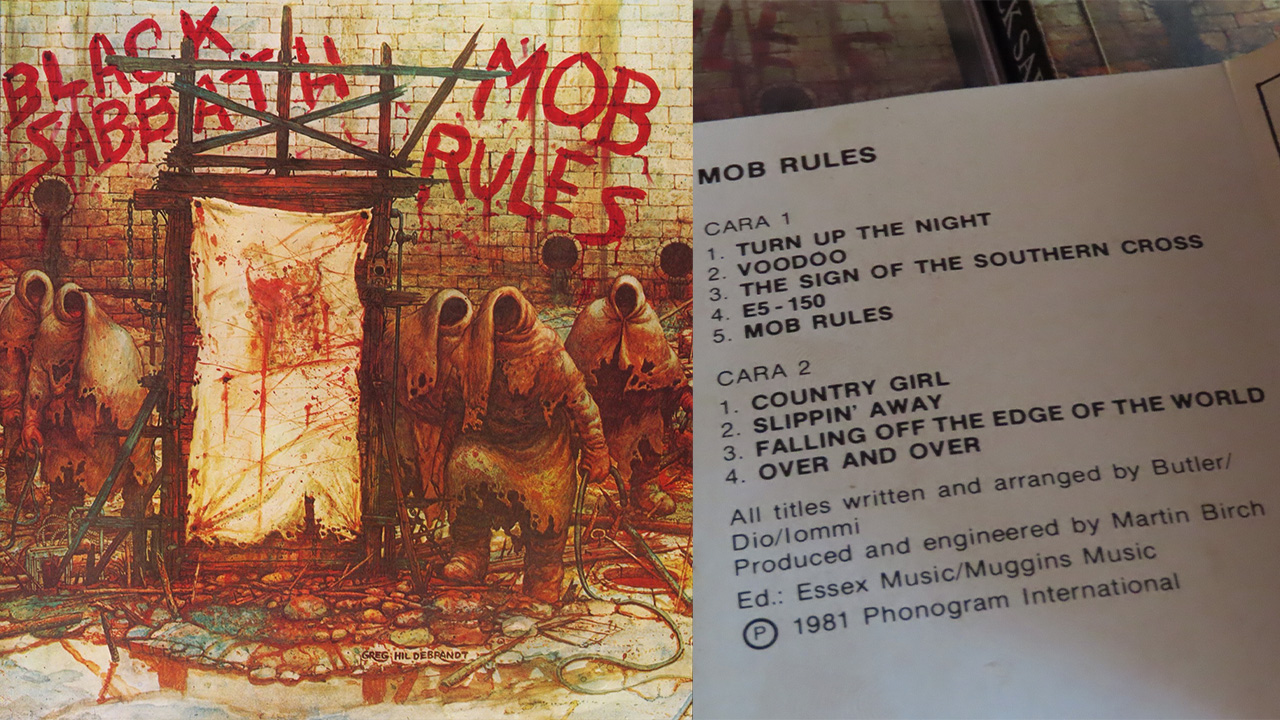 BLACK
SABBATH
MOB
RULES
GREG HILDEBRANDT
MOB RULES
CARA 1
1. TURN UP THE NIGHT
2. VOODOO
3. THE SIGN OF THE SOUTHERN CROSS
4. E5-150
5. MOB RULES
CARA 2
1. COUNTRY GIRL
2. SLIPPIN' AWAY
3. FALLING OFF THE EDGE OF THE WORLD
4. OVER AND OVER
All titles written and arranged by Butler/
Dio/Iommi
Produced and engineered by Martin Birch
Ed.: Essex Music/Muggins Music
Ⓟ 1981 Phonogram International